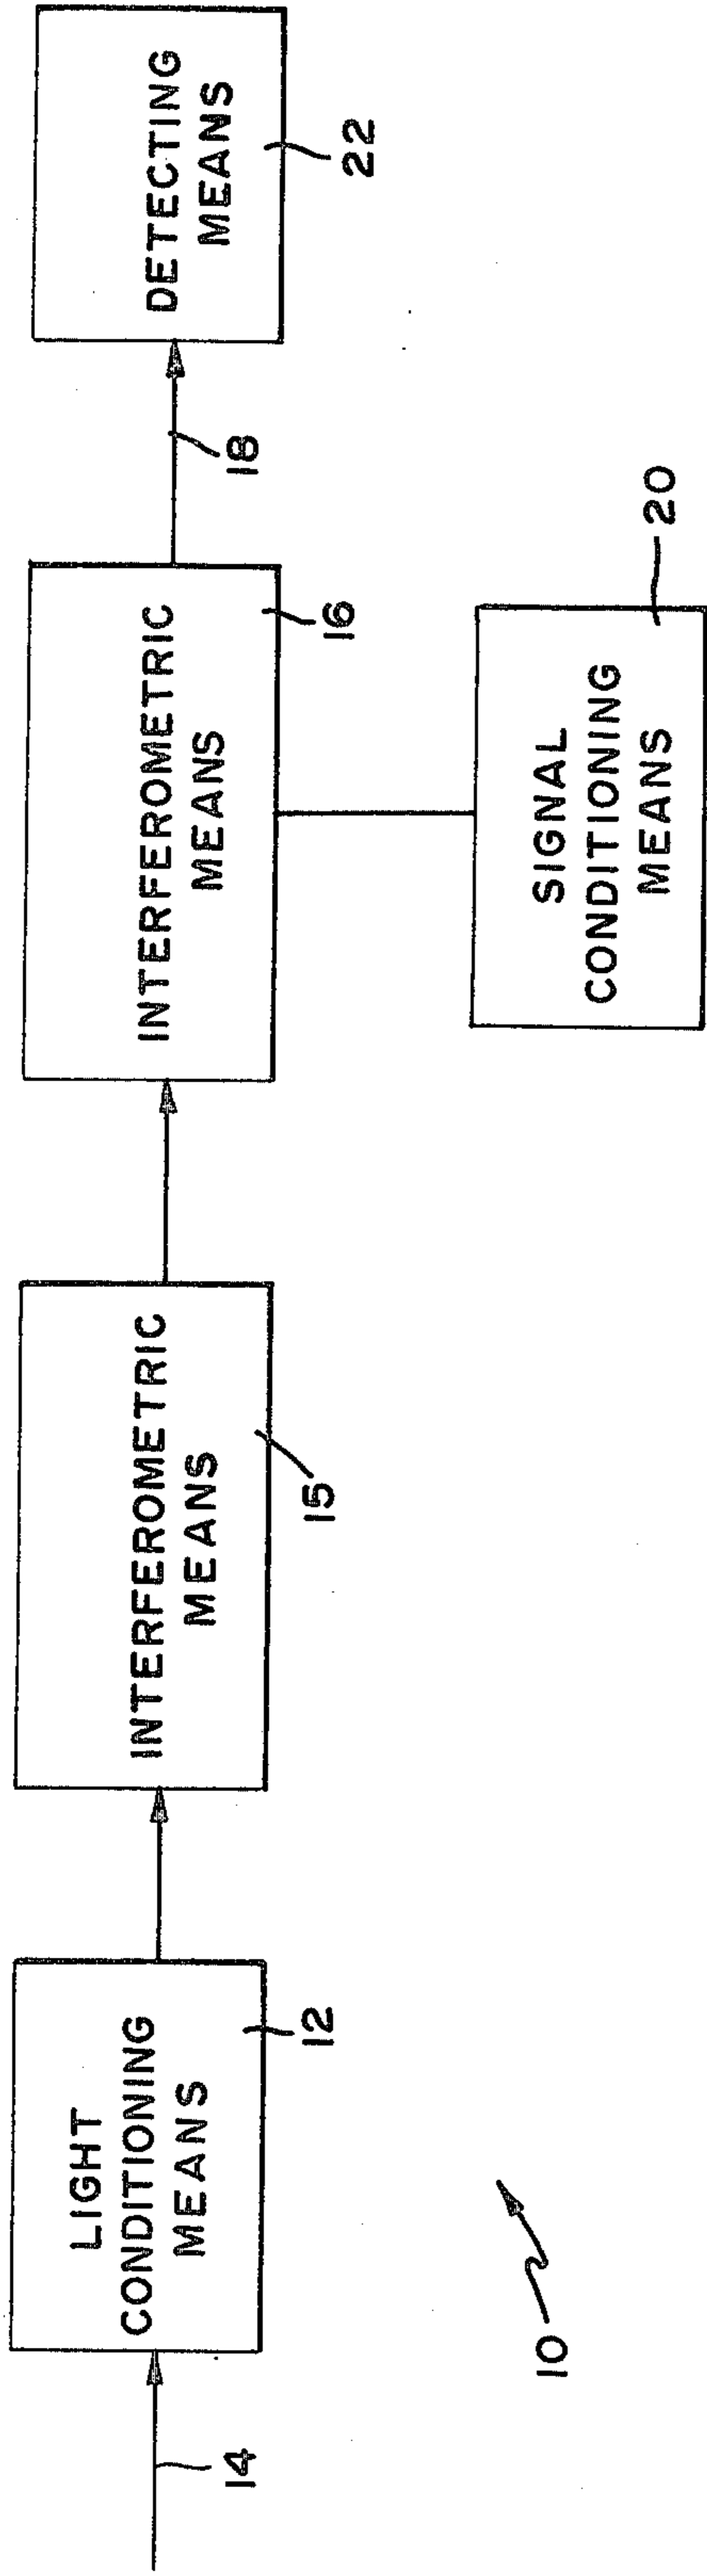 14
LIGHT
CONDITIONING
MEANS
12
INTERFEROMETRIC
MEANS
15
INTERFEROMETRIC
MEANS
16
18
DETECTING
MEANS
22
SIGNAL
CONDITIONING
MEANS
20
10